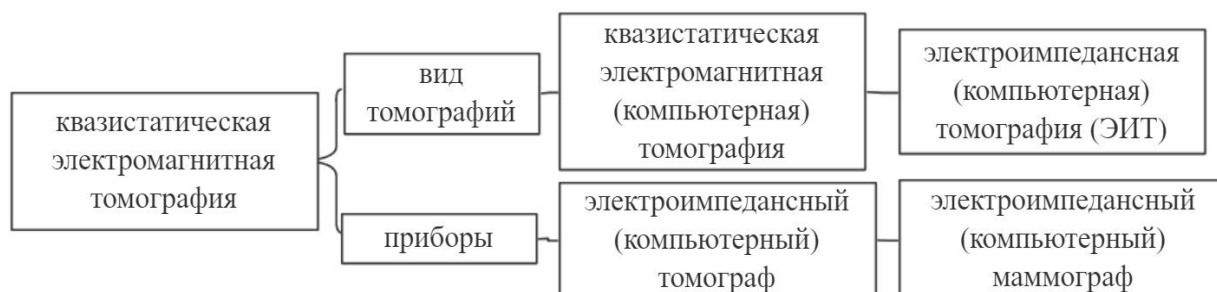 квазистатическая
электромагнитная
томография
вид
томографий
квазистатическая
электромагнитная
(компьютерная)
томография
электроимпедансная
(компьютерная)
томография (ЭИТ)
приборы
электроимпедансный
(компьютерный)
томограф
электроимпедансный
(компьютерный)
маммограф